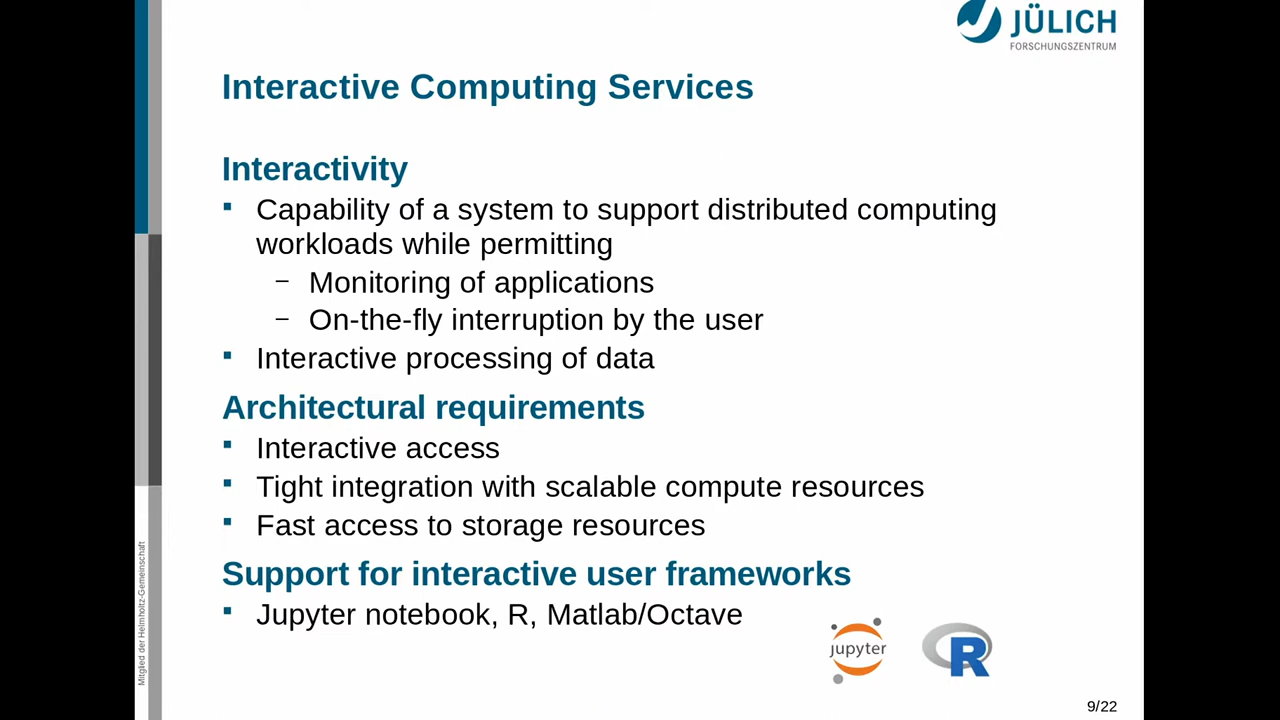 JÜLICH
FORSCHUNGSZENTRUM
Interactive Computing Services
Interactivity
Capability of a system to support distributed computing
workloads while permitting
– Monitoring of applications
– On-the-fly interruption by the user
Interactive processing of data
Architectural requirements
Interactive access
Tight integration with scalable compute resources
Fast access to storage resources
Support for interactive user frameworks
Jupyter notebook, R, Matlab/Octave
jupyter
R
Mitglied der Helmholtz-Gemeinschaft
9/22